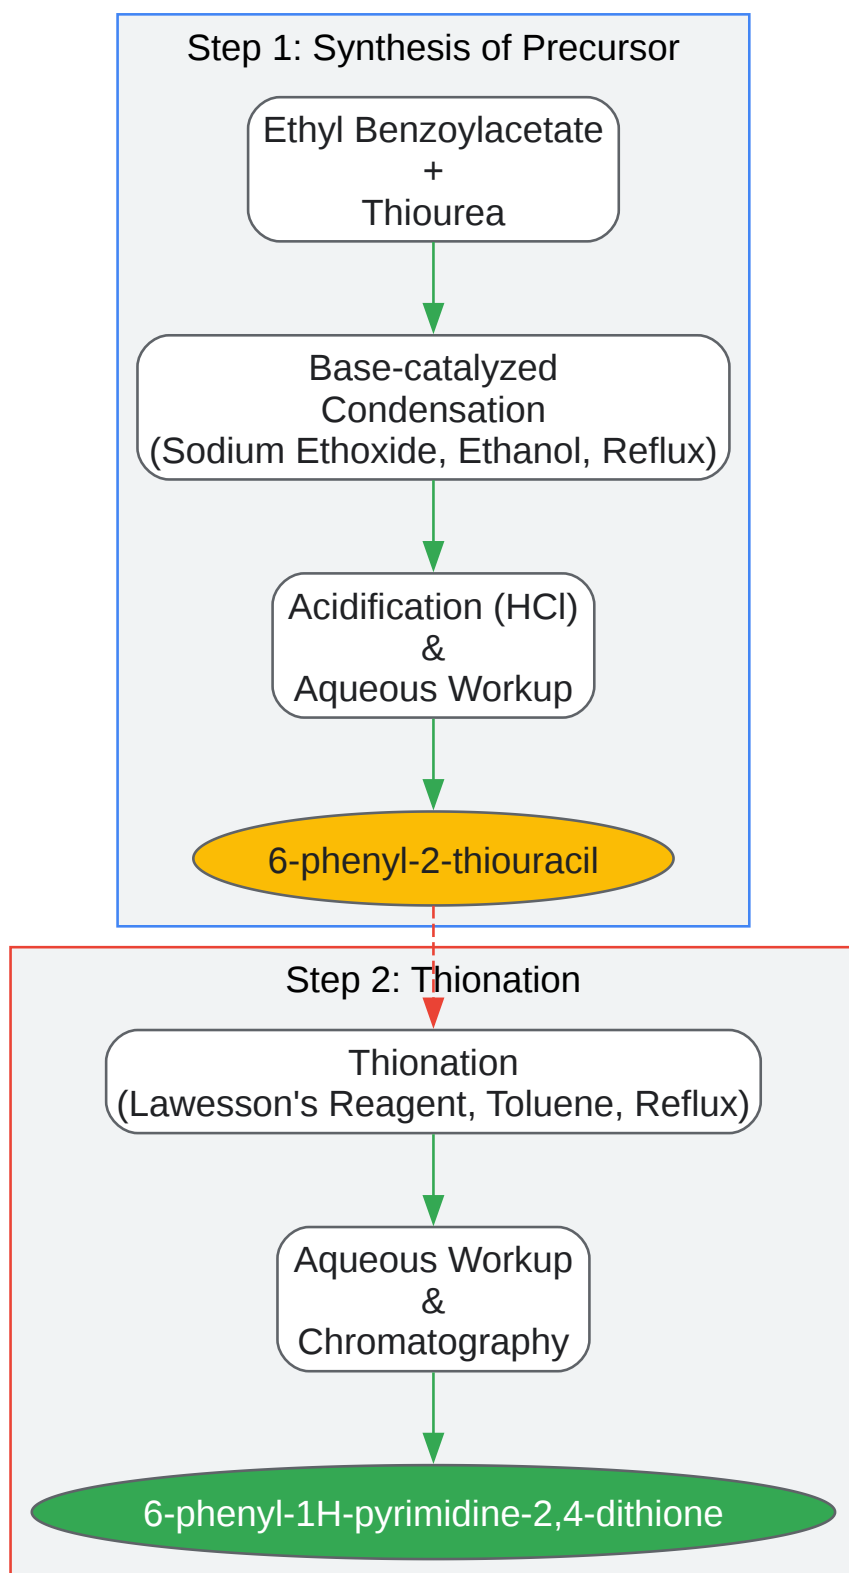 Step 1: Synthesis of Precursor
Ethyl Benzoylacetate
+
Thiourea
Base-catalyzed
Condensation
(Sodium Ethoxide, Ethanol, Reflux)
Acidification (HCl)
&
Aqueous Workup
6-phenyl-2-thiouracil
Step 2: Thionation
Thionation
(Lawesson's Reagent, Toluene, Reflux)
Aqueous Workup
&
Chromatography
6-phenyl-1H-pyrimidine-2,4-dithione